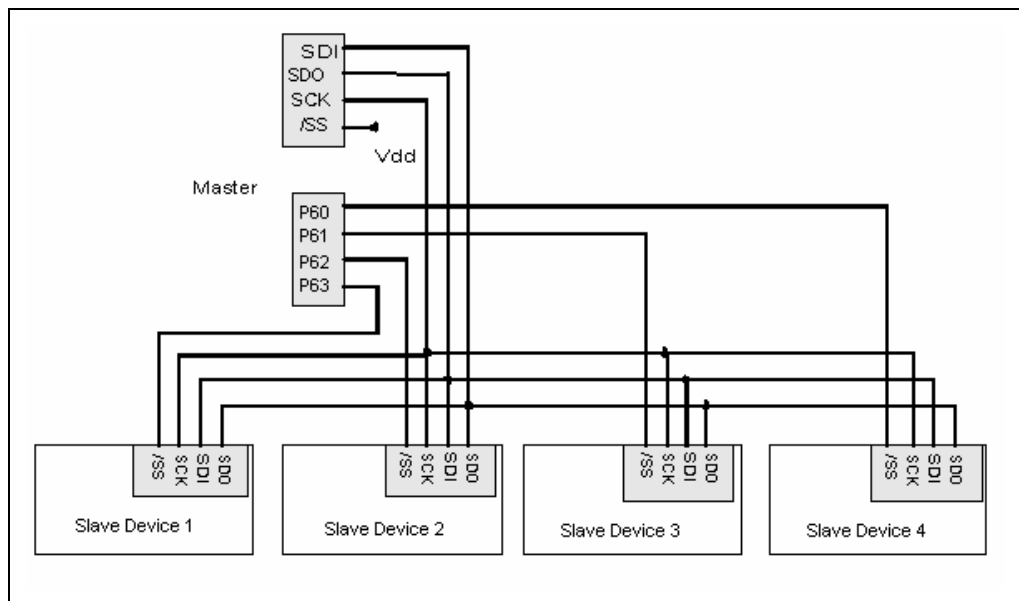 SDI
SDO
SCK
/SS
Vdd
Master
P60
P61
P62
P63
/SS
SCK
SDI
SDO
Slave Device 1
/SS
SCK
SDI
SDO
Slave Device 2
/SS
SCK
SDI
SDO
Slave Device 3
/SS
SCK
SDI
SDO
Slave Device 4